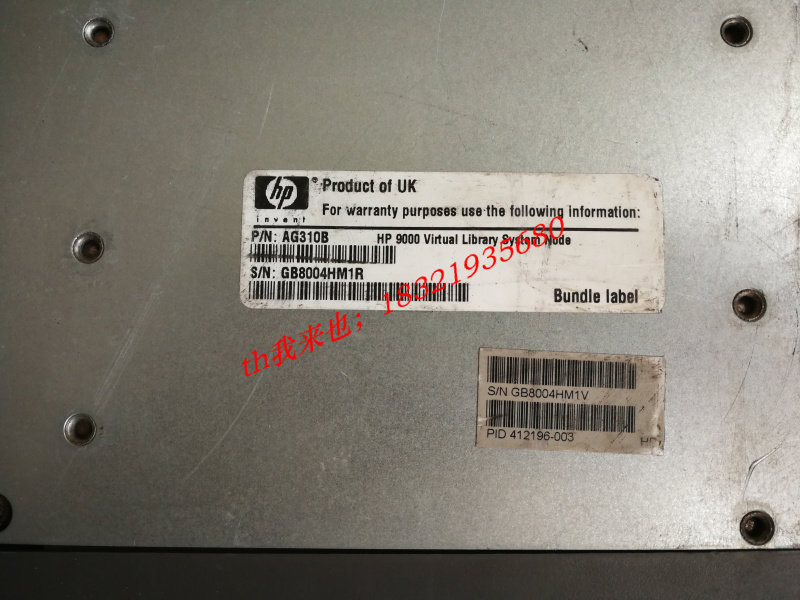 hp
invent
Product of UK
For warranty purposes use the following information:
P/N: AG310B HP 9000 Virtual Library System Node
S/N: GB8004HM1R
Bundle label
th我来也；18321935680
S/N GB8004HM1V
PID 412196-003